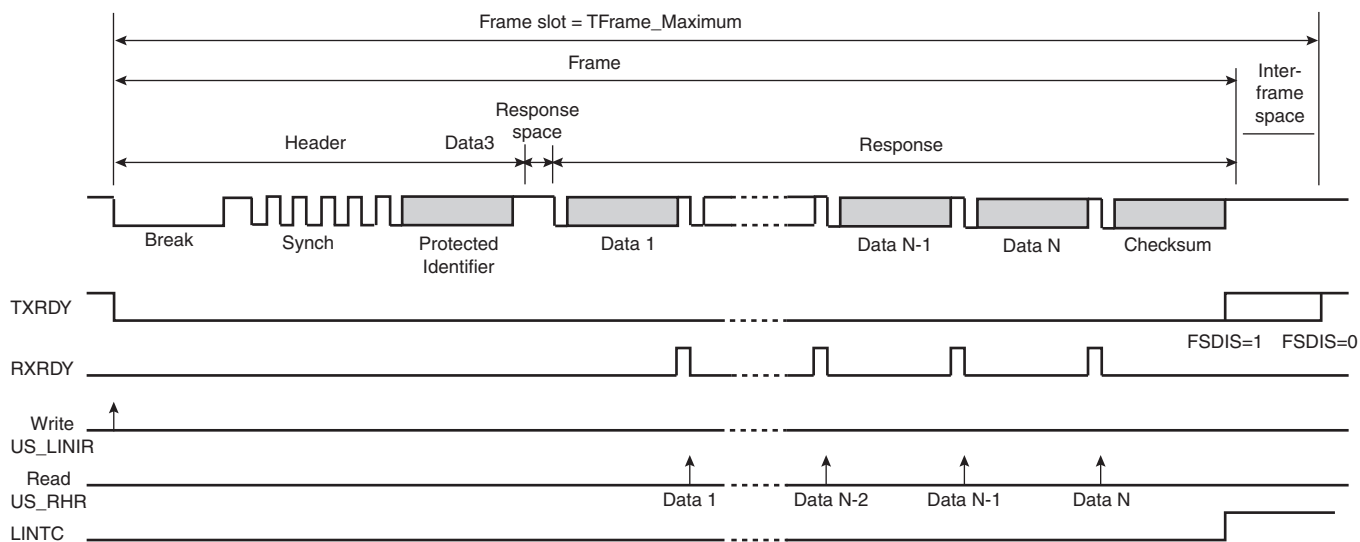 Frame slot = TFrame_Maximum
Frame
Inter-
frame
space
Response
space
Header
Data3
Response
Break
Synch
Protected
Identifier
Data 1
Data N-1
Data N
Checksum
TXRDY
FSDIS=1
FSDIS=0
RXRDY
Write
US_LINIR
Read
US_RHR
Data 1
Data N-2
Data N-1
Data N
LINTC